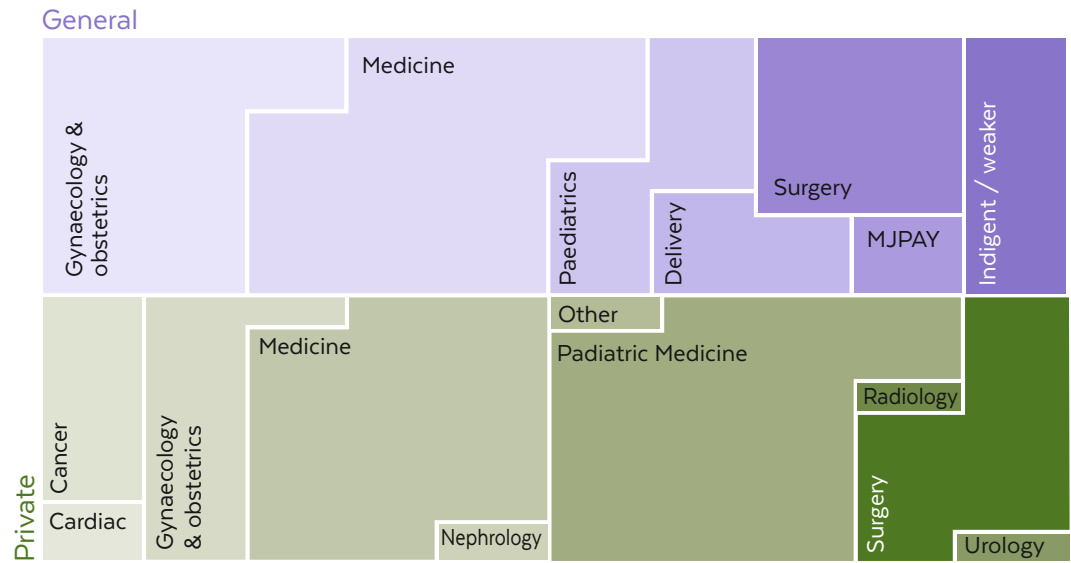 General
Gynaecology &
obstetrics
Medicine
Paediatrics
Delivery
Surgery
MJPAY
Indigent / weaker
Private
Cancer
Cardiac
Gynaecology
& obstetrics
Medicine
Nephrology
Other
Padiatric Medicine
Radiology
Surgery
Urology